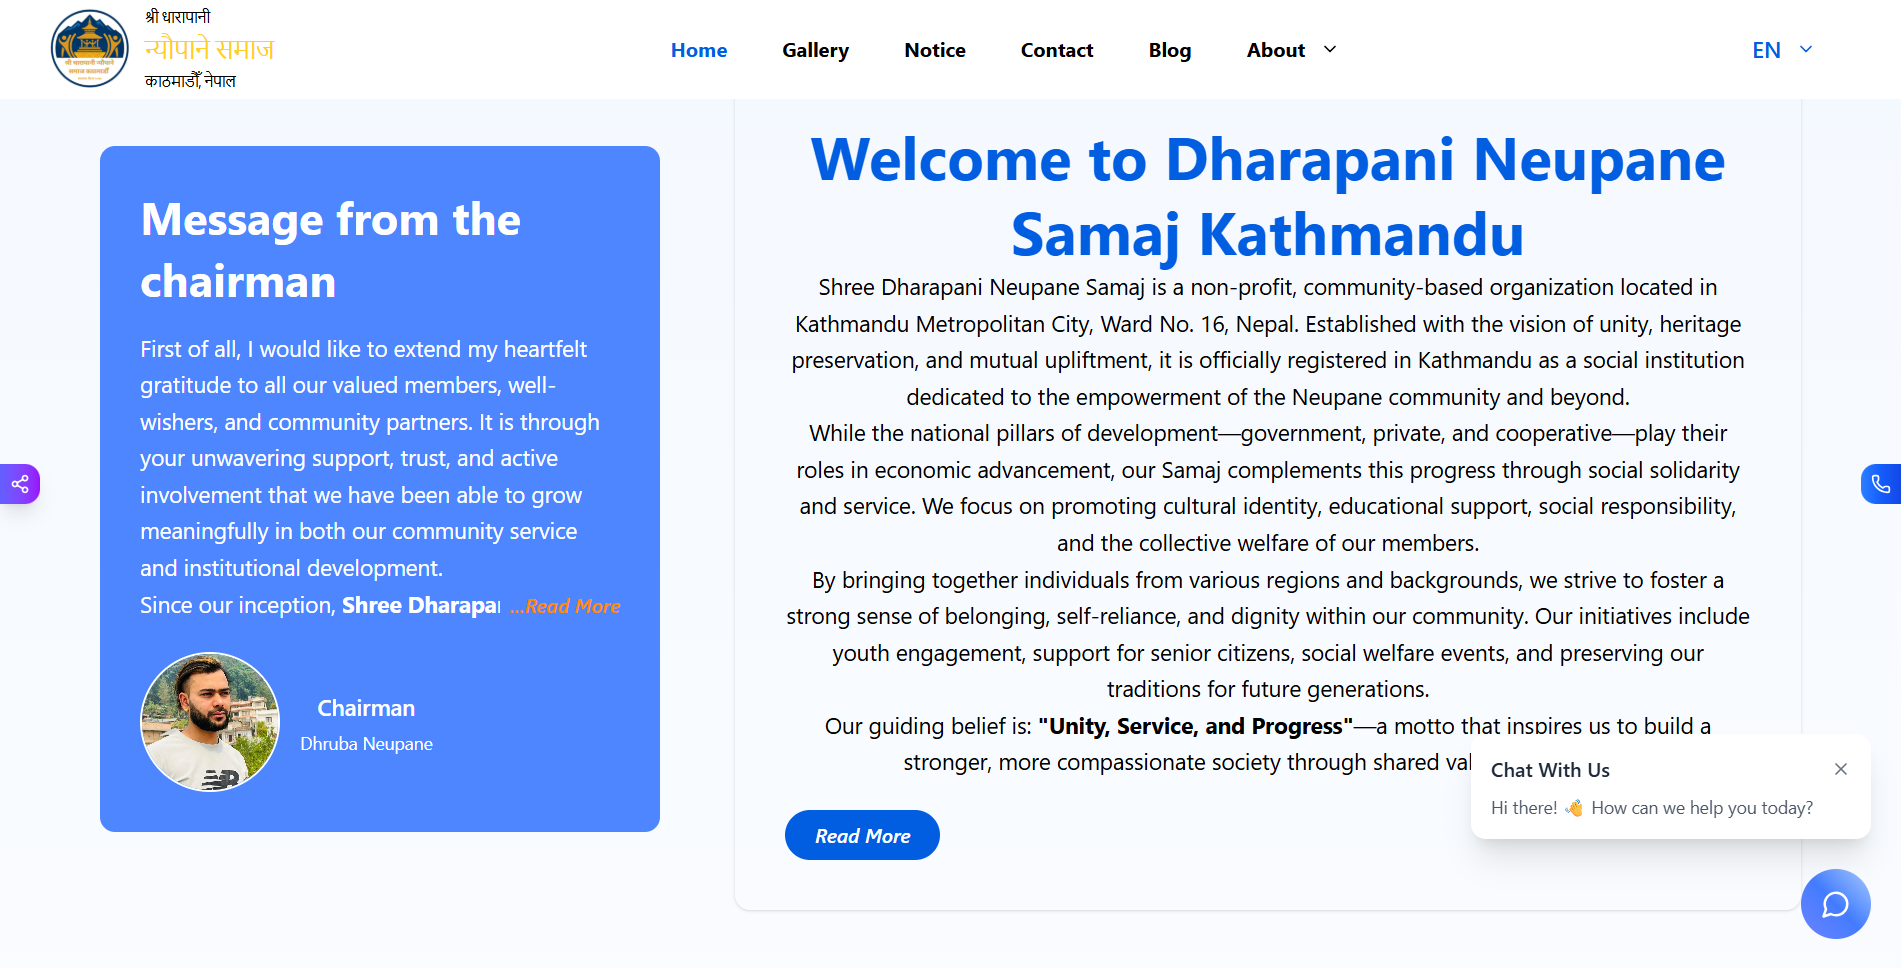 श्री धारापानी
न्यौपाने समाज
काठमाडौँ, नेपाल
Home
Gallery
Notice
Contact
Blog
About
EN
Message from the
chairman
First of all, I would like to extend my heartfelt
gratitude to all our valued members, well-
wishers, and community partners. It is through
your unwavering support, trust, and active
involvement that we have been able to grow
meaningfully in both our community service
and institutional development.
Since our inception, Shree Dharapa ...Read More
Chairman
Dhruba Neupane
Welcome to Dharapani Neupane
Samaj Kathmandu
Shree Dharapani Neupane Samaj is a non-profit, community-based organization located in
Kathmandu Metropolitan City, Ward No. 16, Nepal. Established with the vision of unity, heritage
preservation, and mutual upliftment, it is officially registered in Kathmandu as a social institution
dedicated to the empowerment of the Neupane community and beyond.
While the national pillars of development—government, private, and cooperative—play their
roles in economic advancement, our Samaj complements this progress through social solidarity
and service. We focus on promoting cultural identity, educational support, social responsibility,
and the collective welfare of our members.
By bringing together individuals from various regions and backgrounds, we strive to foster a
strong sense of belonging, self-reliance, and dignity within our community. Our initiatives include
youth engagement, support for senior citizens, social welfare events, and preserving our
traditions for future generations.
Our guiding belief is: "Unity, Service, and Progress"—a motto that inspires us to build a
stronger, more compassionate society through shared
Read More
Chat With Us
Hi there! 👋 How can we help you today?